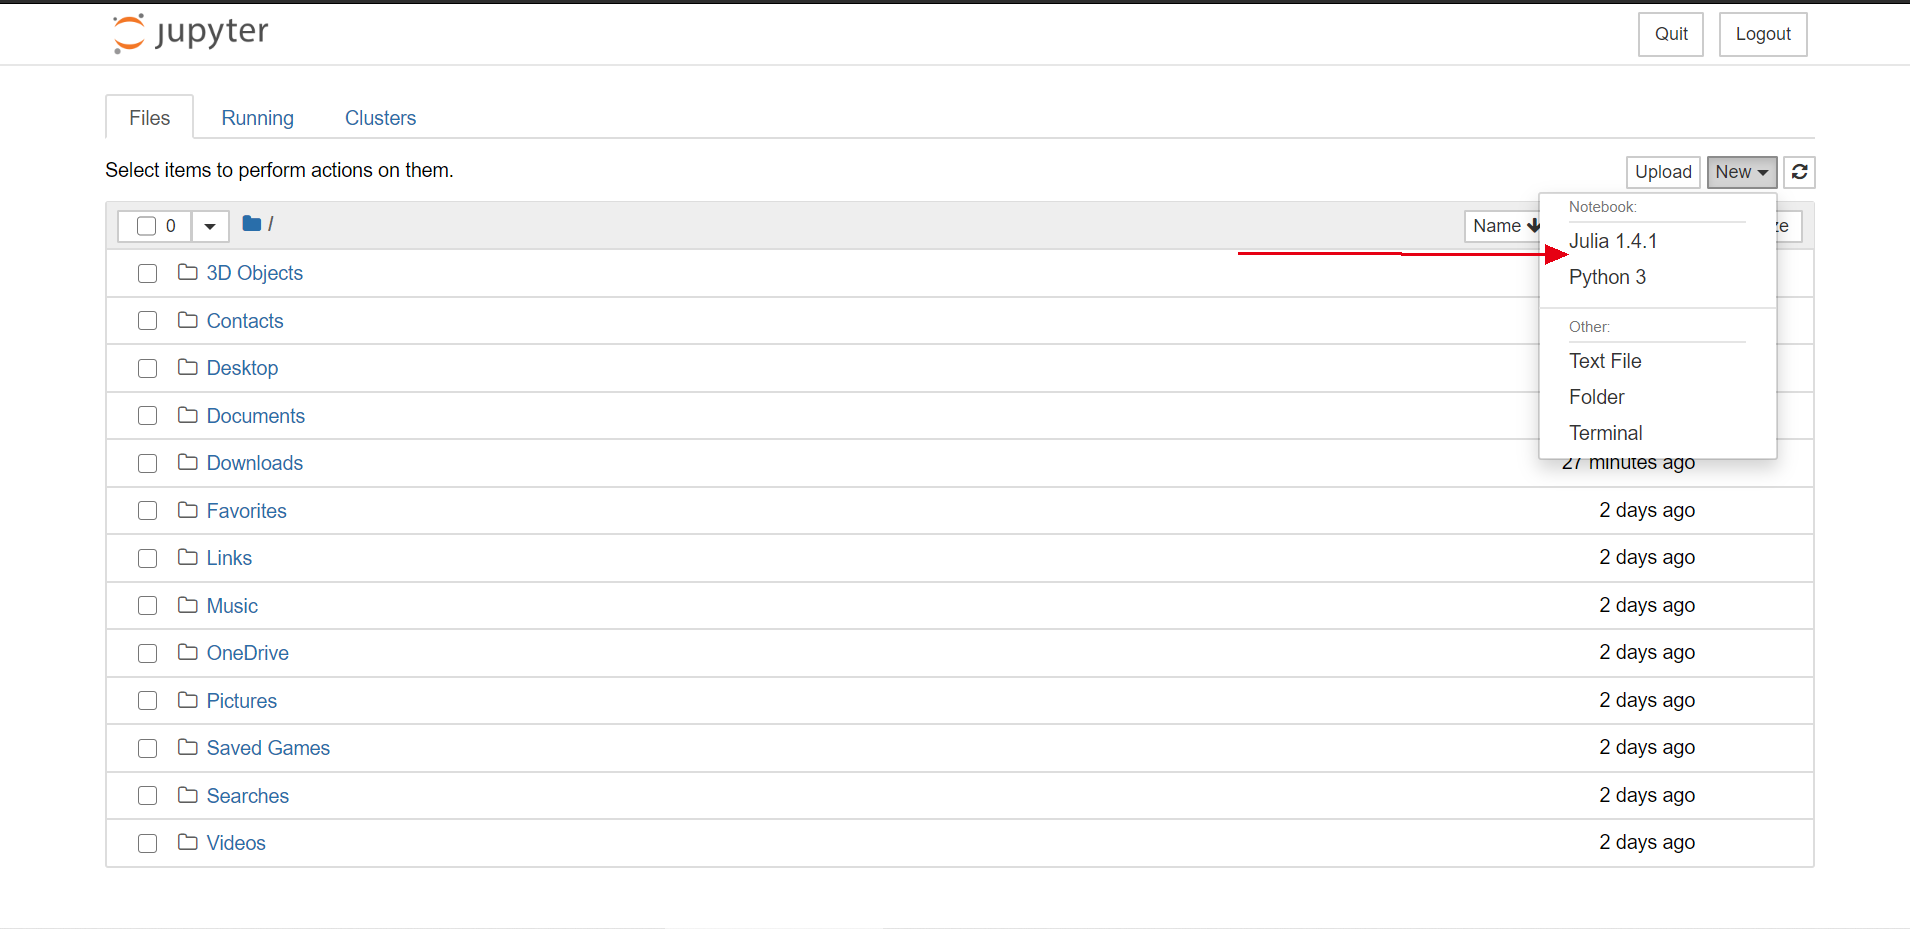 jupyter
Quit
Logout
Files
Running
Clusters
Select items to perform actions on them.
Upload
New
0
/
Name
ze
Notebook:
Julia 1.4.1
Python 3
Other:
Text File
Folder
Terminal
3D Objects
Contacts
Desktop
Documents
Downloads
27 minutes ago
Favorites
2 days ago
Links
2 days ago
Music
2 days ago
OneDrive
2 days ago
Pictures
2 days ago
Saved Games
2 days ago
Searches
2 days ago
Videos
2 days ago